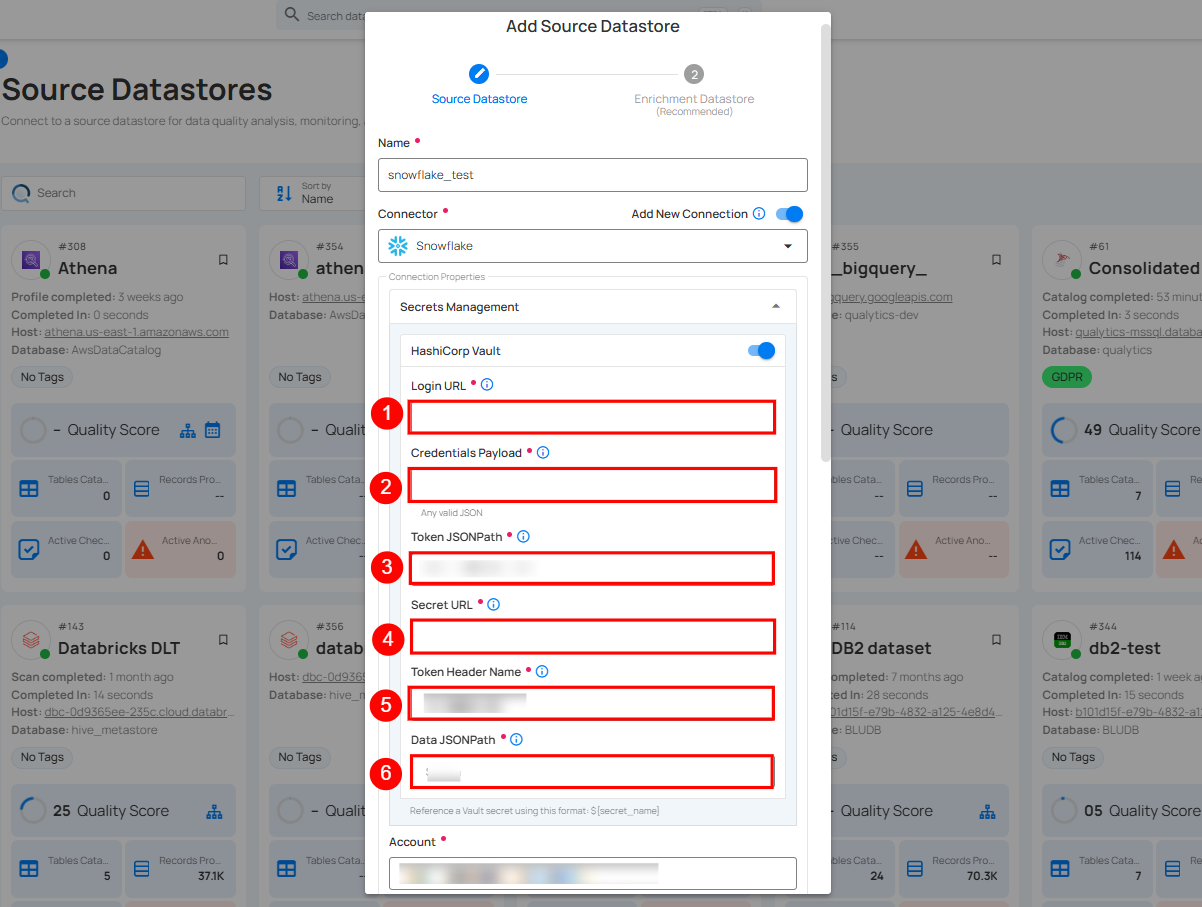 Search data
Add Source Datastore
2
Source Datastore
Enrichment Datastore
(Recommended)
Source Datastores
Connect to a source datastore for data quality analysis, monitoring,
Search
Sort by
Name
Name •
snowflake_test
Connector •
Add New Connection
Snowflake
Connection Properties
Secrets Management
HashiCorp Vault
Login URL •
1
Credentials Payload •
2
Any valid JSON
Token JSONPath •
3
Secret URL •
4
Token Header Name •
5
Data JSONPath •
6
Reference a Vault secret using this format: ${secret_name}
Account •
#308
Athena
Profile completed: 3 weeks ago
Completed In: 0 seconds
Host: athena.us-east-1.amazonaws.com
Database: AwsDataCatalog
No Tags
– Quality Score
Tables Cata...
0
Records Pro...
--
Active Chec...
0
Active Ano...
0
#354
athen
Host: athena.us-e
Database: AwsDa
No Tags
– Qualit
Tables Cata
Active Chec
#355
_bigquery_
query.googleapis.com
: qualytics-dev
s
Quality Score
les Cata...
--
Records Pro...
--
ive Chec...
--
Active Ano...
--
#61
Consolidated
Catalog completed: 53 minut
Completed In: 3 seconds
Host: qualytics-mssql.databa
Database: qualytics
GDPR
49 Quality Score
Tables Cata...
7
Re
Active Chec...
114
A
#143
Databricks DLT
Scan completed: 1 month ago
Completed In: 14 seconds
Host: dbc-0d9365ee-235c.cloud.databr...
Database: hive_metastore
No Tags
25 Quality Score
Tables Cata...
5
Records Pro...
37.1K
#356
datab
Host: dbc-0d9365
Database: hive_m
No Tags
– Qualit
Tables Cata
#114
DB2 dataset
ompleted: 7 months ago
ed In: 28 seconds
01d15f-e79b-4832-a125-4e8d4...
e: BLUDB
s
Quality Score
les Cata...
24
Records Pro...
70.3K
#344
db2-test
Catalog completed: 1 week a
Completed In: 15 seconds
Host: b101d15f-e79b-4832-a1
Database: BLUDB
No Tags
05 Quality Score
Tables Cata...
7
Re